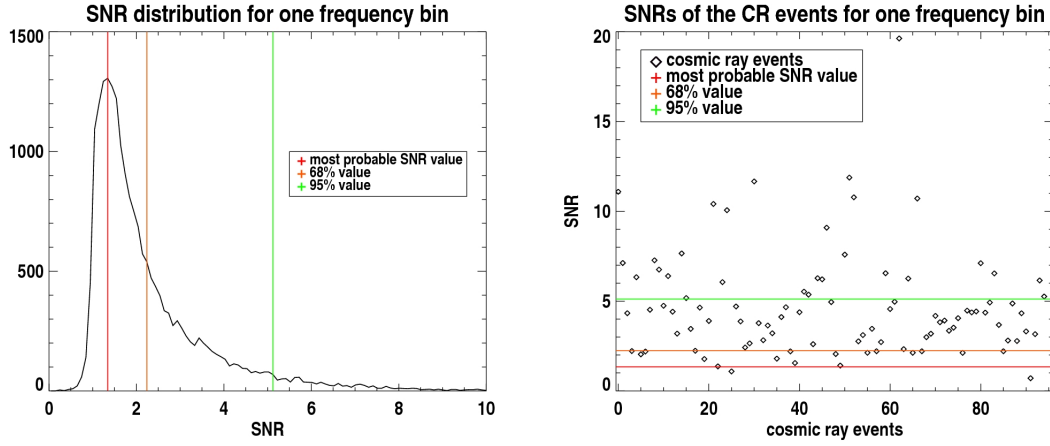 SNR distribution for one frequency bin
1500
1000
500
0
0 2 4 6 8 10
SNR
most probable SNR value
68% value
95% value
SNRs of the CR events for one frequency bin
20
15
10
5
0
SNR
0 20 40 60 80
cosmic ray events
cosmic ray events
most probable SNR value
68% value
95% value